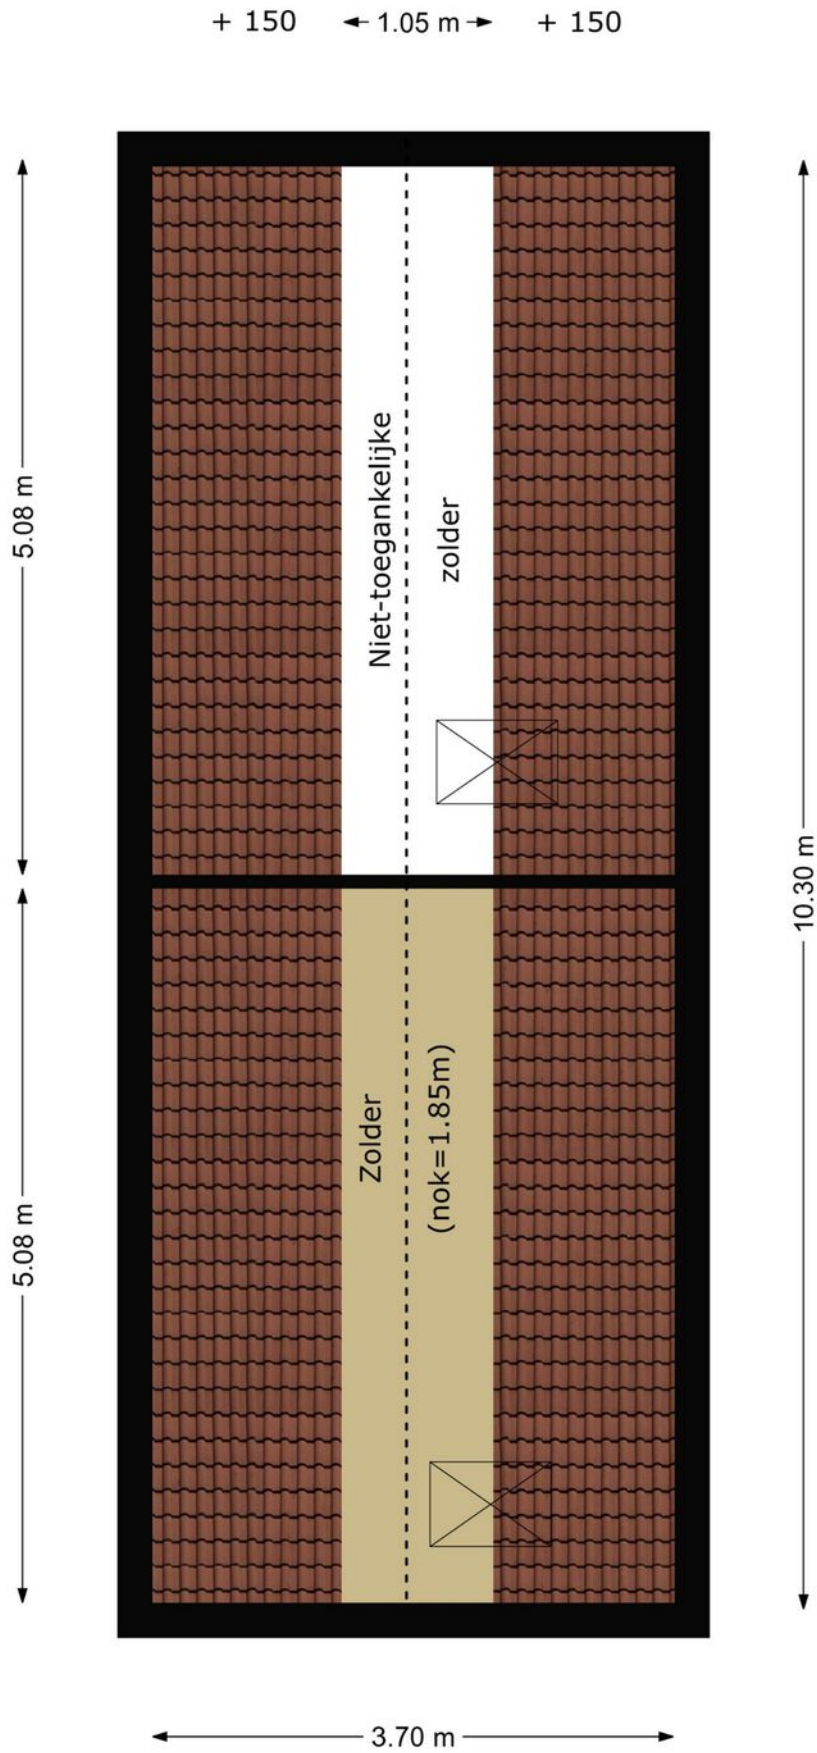 + 150
1.05 m
+ 150
5.08 m
Niet-toegankelijke
zolder
10.30 m
5.08 m
Zolder
(nok=1.85m)
3.70 m